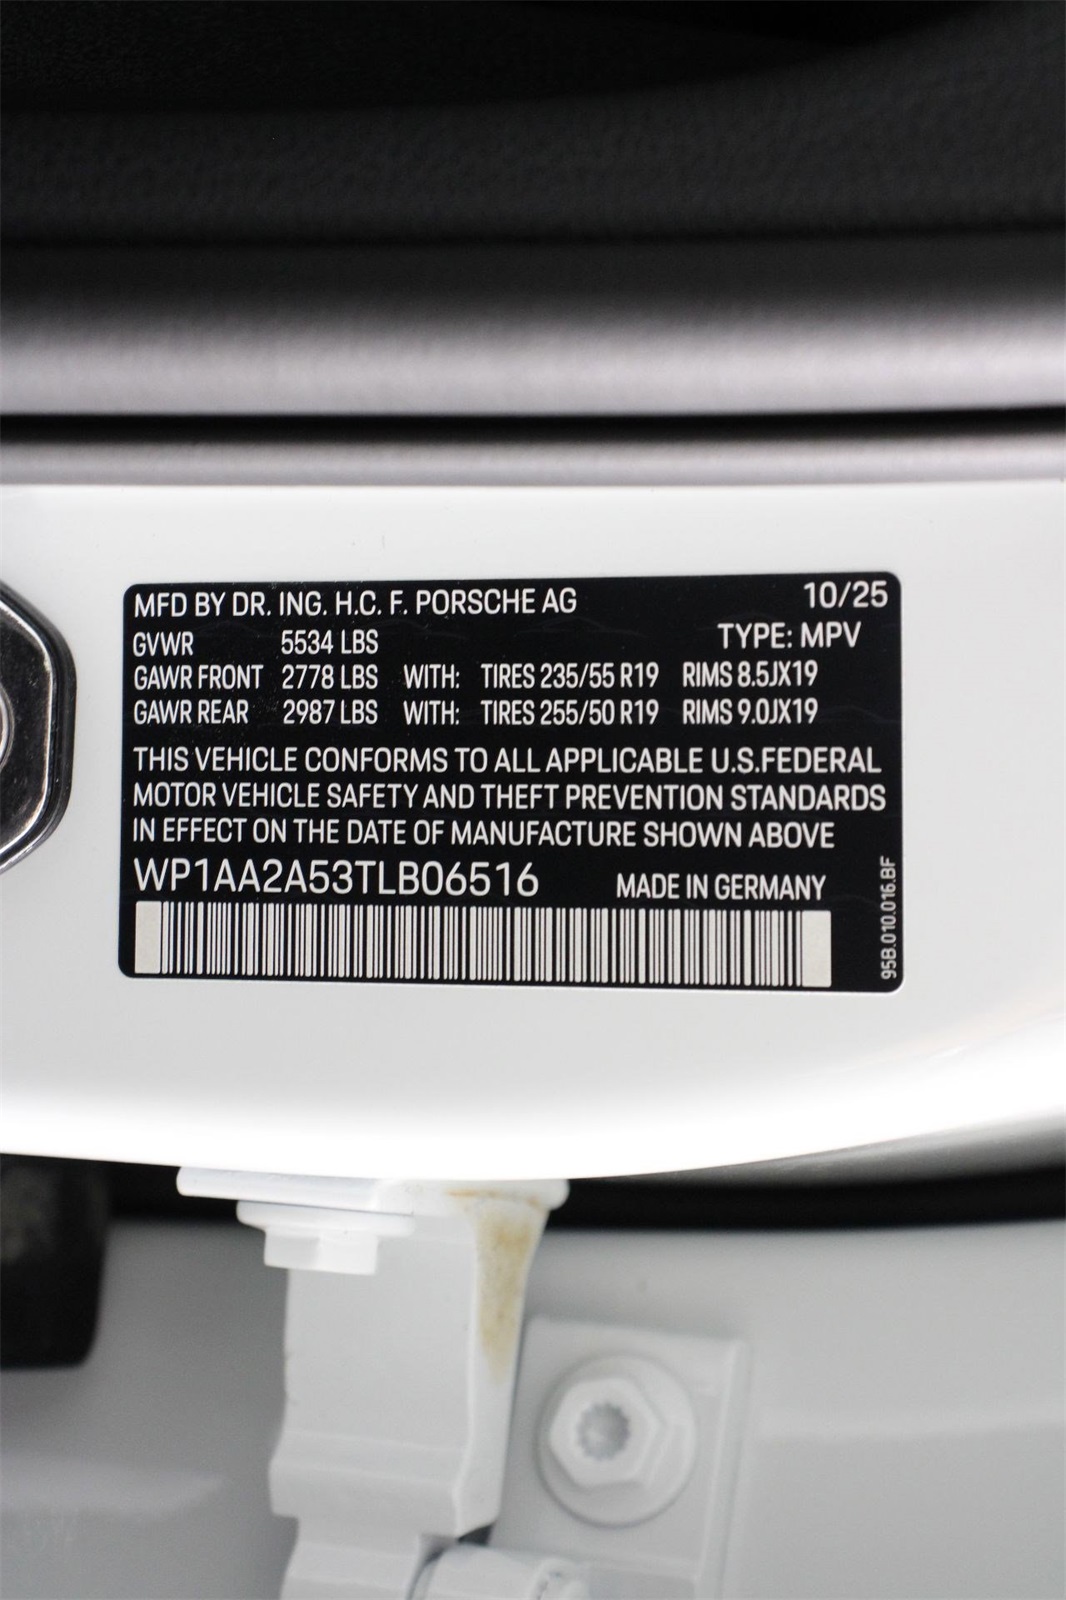 MFD BY DR. ING. H.C. F. PORSCHE AG 10/25
GVWR 5534 LBS TYPE: MPV
GAWR FRONT 2778 LBS WITH: TIRES 235/55 R19 RIMS 8.5JX19
GAWR REAR 2987 LBS WITH: TIRES 255/50 R19 RIMS 9.0JX19
THIS VEHICLE CONFORMS TO ALL APPLICABLE U.S.FEDERAL
MOTOR VEHICLE SAFETY AND THEFT PREVENTION STANDARDS
IN EFFECT ON THE DATE OF MANUFACTURE SHOWN ABOVE
WP1AA2A53TLB06516 MADE IN GERMANY
95B.010.016.BF